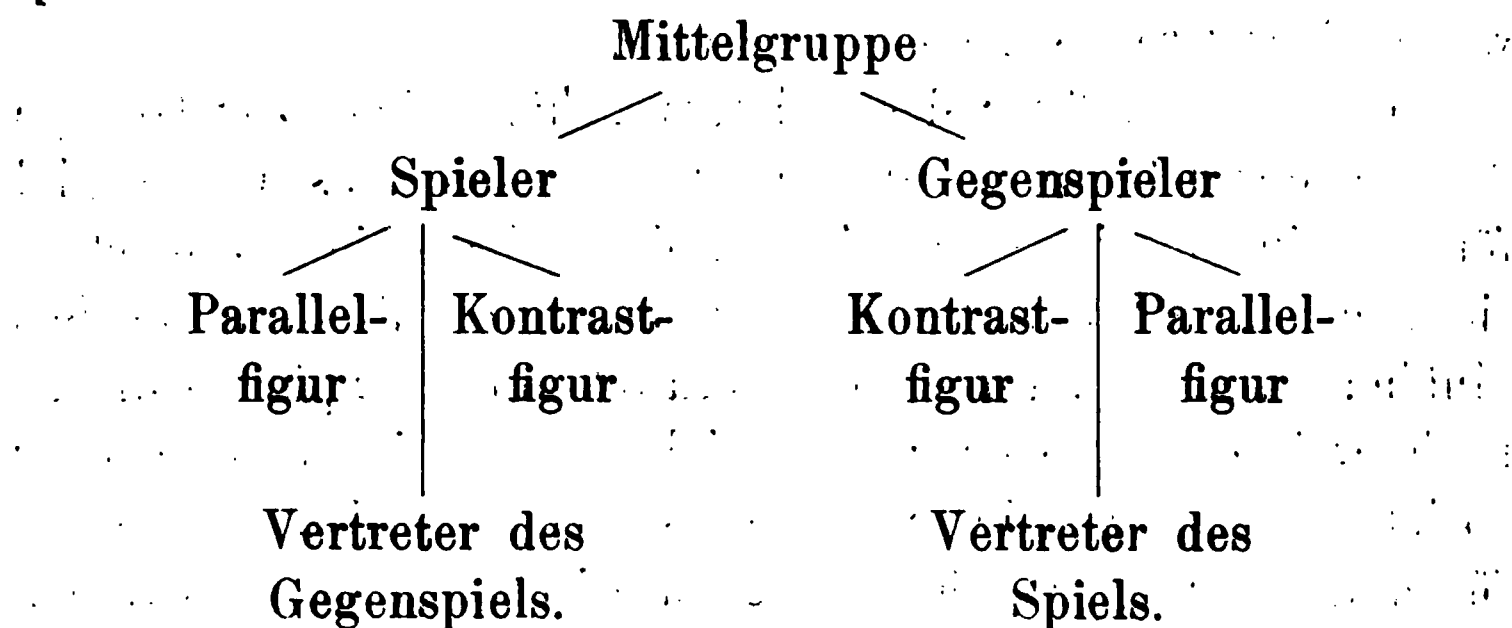 Mittelgruppe
Spieler Gegenspieler
Parallel- Kontrast- Kontrast- Parallel-
figur figur figur figur
Vertreter des Vertreter des
Gegenspiels. Spiels.